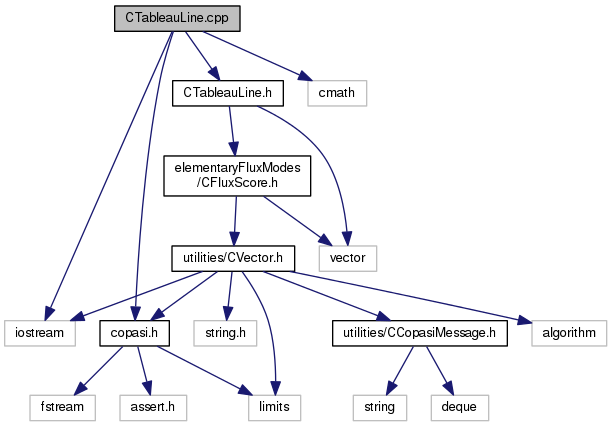 CTableauLine.cpp
CTableauLine.h
cmath
elementaryFluxModes
/CFluxScore.h
utilities/CVector.h
vector
iostream
copasi.h
string.h
utilities/CCopasiMessage.h
algorithm
fstream
assert.h
limits
string
deque